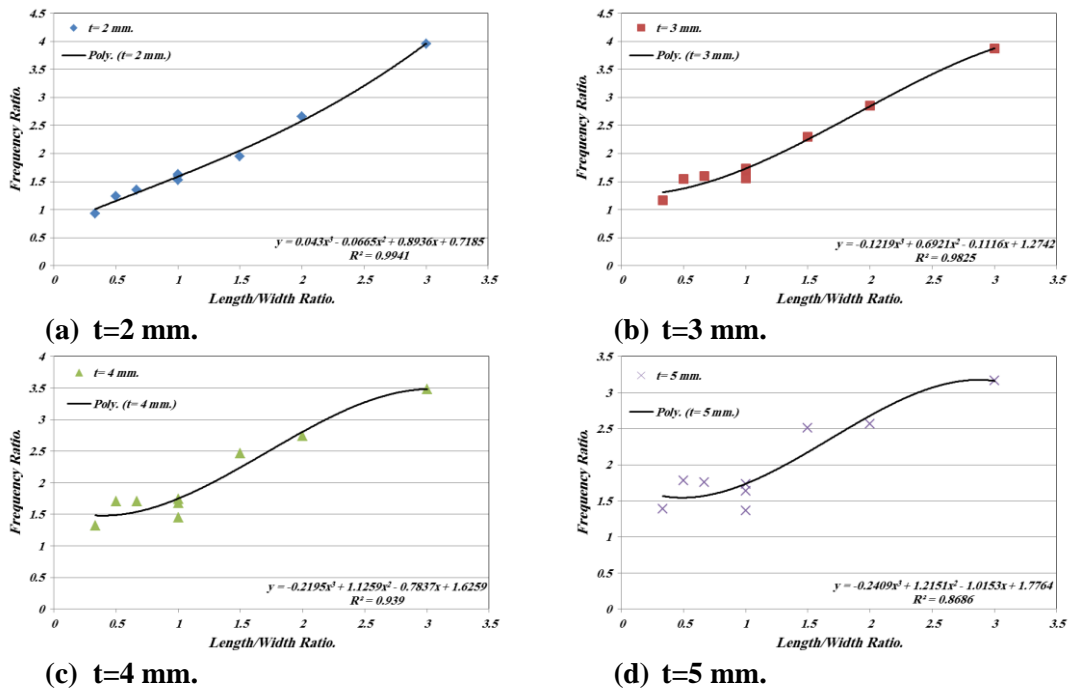 t= 2 mm.
Poly. (t= 2 mm.)
Frequency Ratio.
4.5
4
3.5
3
2.5
2
1.5
1
0.5
0
y = 0.043x³ - 0.0665x² + 0.8936x + 0.7185
R² = 0.9941
0 0.5 1 1.5 2 2.5 3 3.5
Length/Width Ratio.
(a) t=2 mm.
t= 3 mm.
Poly. (t= 3 mm.)
Frequency Ratio.
4.5
4
3.5
3
2.5
2
1.5
1
0.5
0
y = -0.1219x³ + 0.6921x² - 0.1116x + 1.2742
R² = 0.9825
0 0.5 1 1.5 2 2.5 3 3.5
Length/Width Ratio.
(b) t=3 mm.
t= 4 mm.
Poly. (t= 4 mm.)
Frequency Ratio.
4
3.5
3
2.5
2
1.5
1
0.5
0
y = -0.2195x³ + 1.1259x² - 0.7837x + 1.6259
R² = 0.939
0 0.5 1 1.5 2 2.5 3 3.5
Length/Width Ratio.
(c) t=4 mm.
t= 5 mm.
Poly. (t= 5 mm.)
Frequency Ratio.
3.5
3
2.5
2
1.5
1
0.5
0
y = -0.2409x³ + 1.2151x² - 1.0153x + 1.7764
R² = 0.8686
0 0.5 1 1.5 2 2.5 3 3.5
Length/Width Ratio.
(d) t=5 mm.